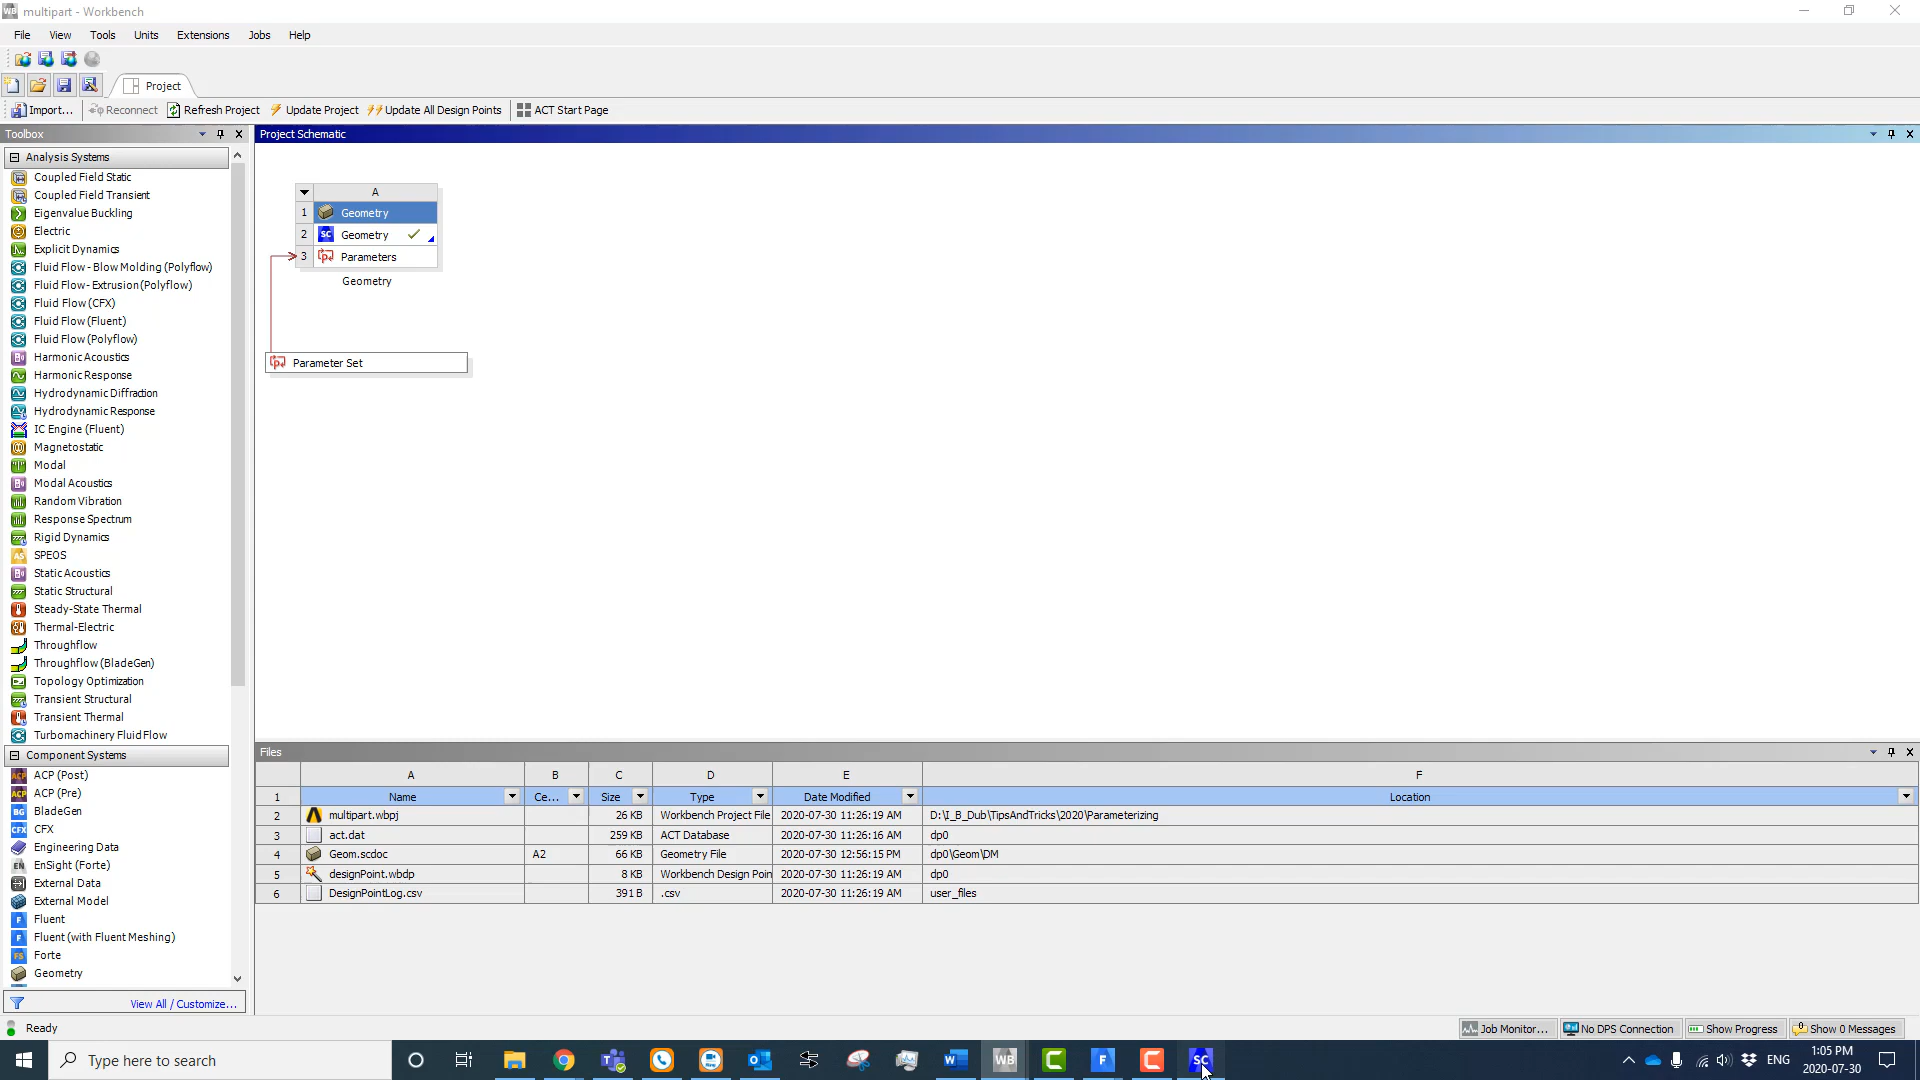 multipart - Workbench
File View Tools Units Extensions Jobs Help
Project
Import... Reconnect Refresh Project Update Project Update All Design Points ACT Start Page
Toolbox
Analysis Systems
Coupled Field Static
Coupled Field Transient
Eigenvalue Buckling
Electric
Explicit Dynamics
Fluid Flow - Blow Molding (Polyflow)
Fluid Flow- Extrusion(Polyflow)
Fluid Flow (CFX)
Fluid Flow (Fluent)
Fluid Flow (Polyflow)
Harmonic Acoustics
Harmonic Response
Hydrodynamic Diffraction
Hydrodynamic Response
IC Engine (Fluent)
Magnetostatic
Modal
Modal Acoustics
Random Vibration
Response Spectrum
Rigid Dynamics
SPEOS
Static Acoustics
Static Structural
Steady-State Thermal
Thermal-Electric
Throughflow
Throughflow (BladeGen)
Topology Optimization
Transient Structural
Transient Thermal
Turbomachinery Fluid Flow
Component Systems
ACP (Post)
ACP (Pre)
BladeGen
CFX
Engineering Data
EnSight (Forte)
External Data
External Model
Fluent
Fluent (with Fluent Meshing)
Forte
Geometry
View All / Customize...
Project Schematic
A
1 Geometry
2 SC Geometry
3 Parameters
Geometry
Parameter Set
Files
A B C D E F
1 Name Ce... Size Type Date Modified Location
2 multipart.wbpj 26 KB Workbench Project File 2020-07-30 11:26:19 AM D:\I_B_Dub\TipsAndTricks\2020\Parameterizing
3 act.dat 259 KB ACT Database 2020-07-30 11:26:16 AM dp0
4 Geom.scdoc A2 66 KB Geometry File 2020-07-30 12:56:15 PM dp0\Geom\DM
5 designPoint.wbdp 8 KB Workbench Design Poin 2020-07-30 11:26:19 AM dp0
6 DesignPointLog.csv 391 B .csv 2020-07-30 11:26:19 AM user_files
Ready
Job Monitor... No DPS Connection Show Progress Show 0 Messages
Type here to search
WB F SC
ENG
1:05 PM
2020-07-30